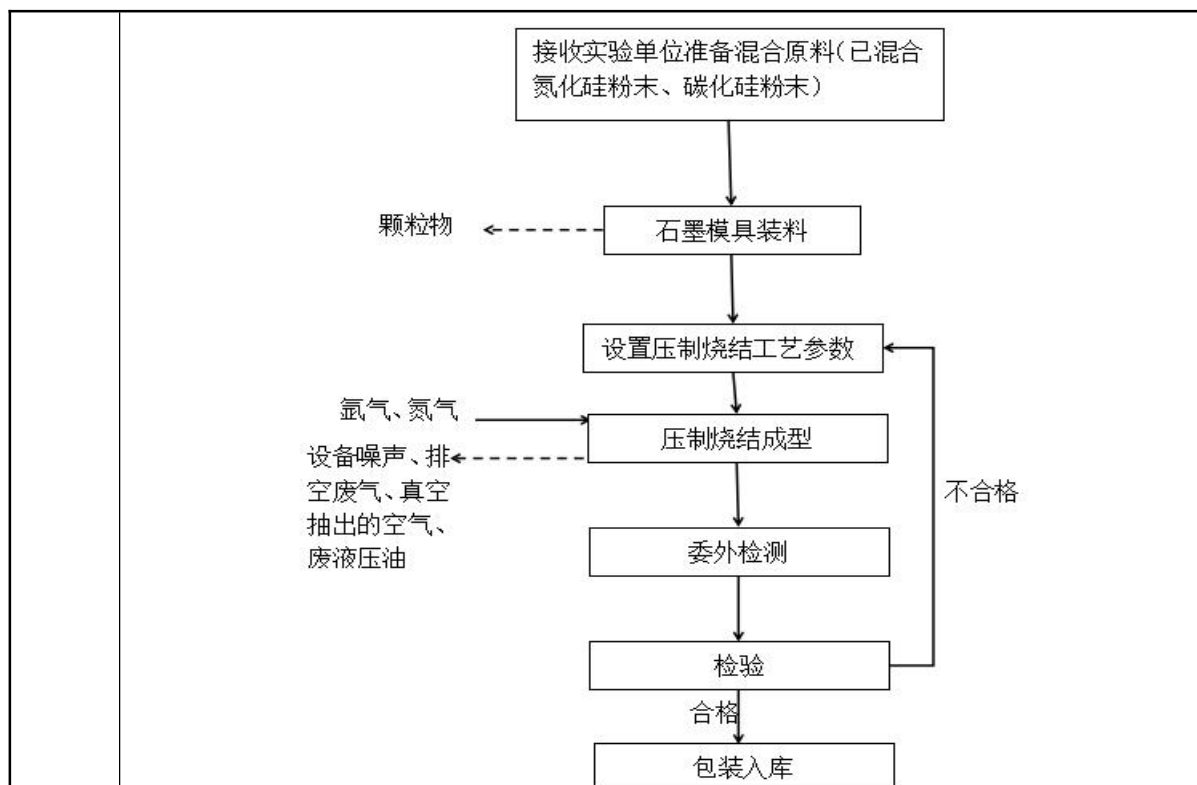 接收实验单位准备混合原料（已混合
氮化硅粉末、碳化硅粉末）
颗粒物
石墨模具装料
设置压制烧结工艺参数
氩气、氮气
压制烧结成型
设备噪声、排
空废气、真空
抽出的空气、
废液压油
不合格
委外检测
检验
合格
包装入库